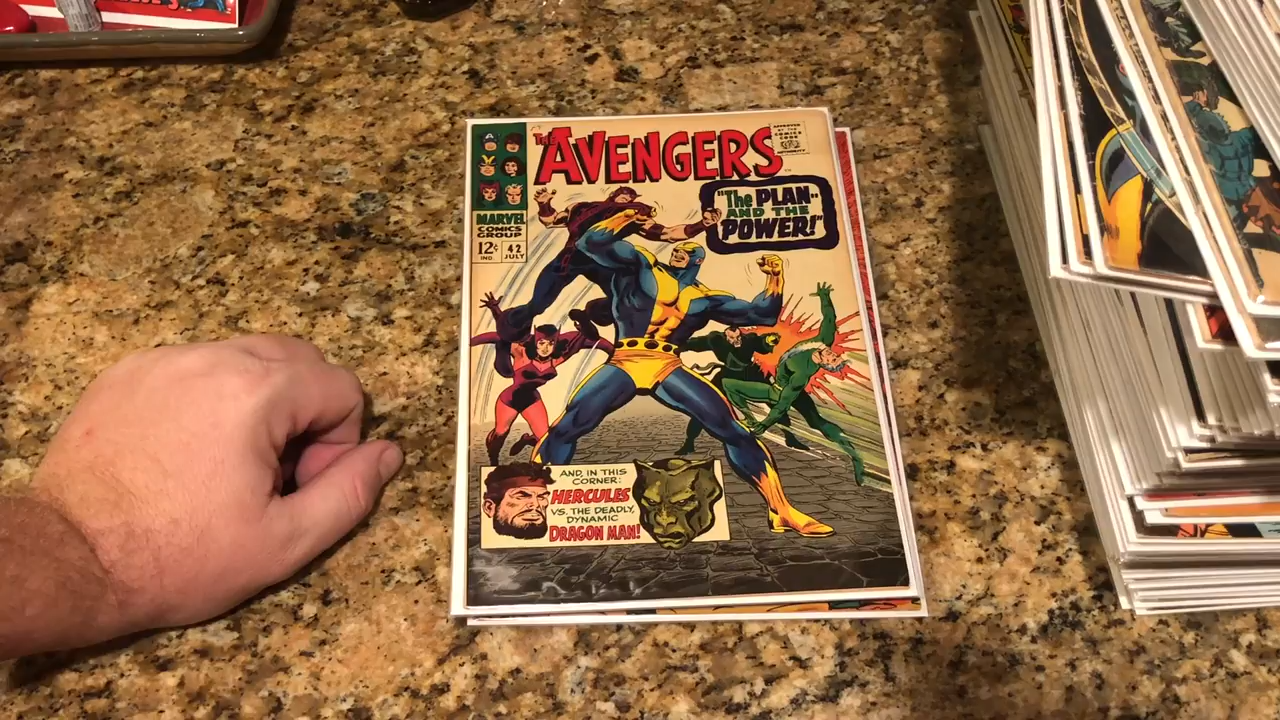 THE AVENGERS
APPROVED
BY THE
COMICS
CODE
AUTHORITY
"The PLAN--
AND THE
POWER!"
MARVEL
COMICS
GROUP
12¢
IND.
42
JULY
AND, IN THIS
CORNER:
HERCULES
VS. THE DEADLY,
DYNAMIC
DRAGON MAN!